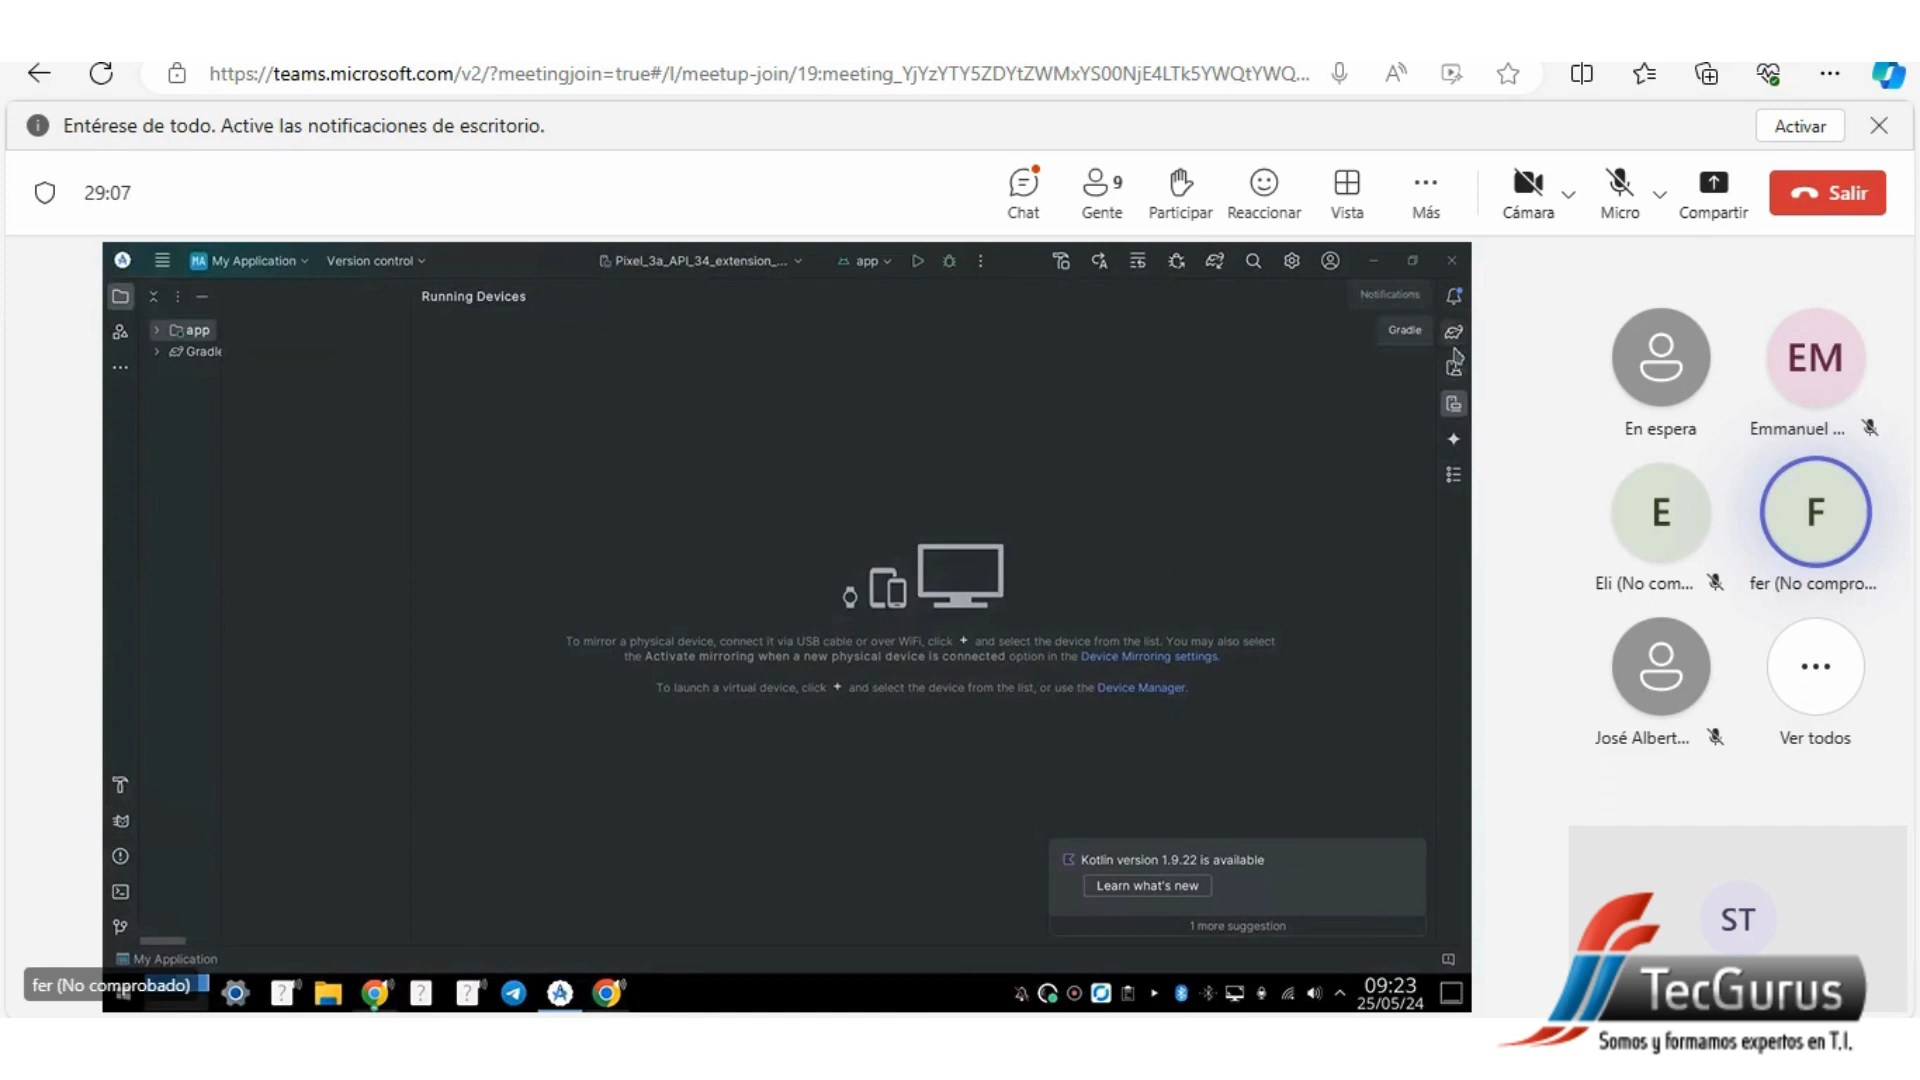 https://teams.microsoft.com/v2/?meetingjoin=true#/l/meetup-join/19:meeting_YjYzYTY5ZDYtZWMxYS00NjE4LTk5YWQtYWQ...
Entérese de todo. Active las notificaciones de escritorio.
Activar
29:07
Chat
Gente
9
Participar
Reaccionar
Vista
Más
Cámara
Micro
Compartir
Salir
MA My Application
Version control
Pixel_3a_API_34_extension_...
app
Running Devices
Notifications
Gradle
app
Gradle
To mirror a physical device, connect it via USB cable or over WiFi, click + and select the device from the list. You may also select
the Activate mirroring when a new physical device is connected option in the Device Mirroring settings.
To launch a virtual device, click + and select the device from the list, or use the Device Manager.
Kotlin version 1.9.22 is available
Learn what's new
1 more suggestion
My Application
fer (No comprobado)
09:23
25/05/24
En espera
EM
Emmanuel ...
E
Eli (No com...
F
fer (No compro...
José Albert...
Ver todos
ST
TecGurus
Somos y formamos expertos en T.I.